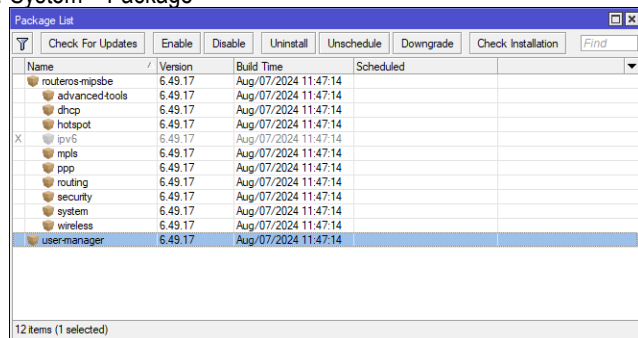 System – Package
Package List
Check For Updates Enable Disable Uninstall Unschedule Downgrade Check Installation Find
Name / Version Build Time Scheduled
routeros-mipsbe 6.49.17 Aug/07/2024 11:47:14
advanced-tools 6.49.17 Aug/07/2024 11:47:14
dhcp 6.49.17 Aug/07/2024 11:47:14
hotspot 6.49.17 Aug/07/2024 11:47:14
X ipv6 6.49.17 Aug/07/2024 11:47:14
mpls 6.49.17 Aug/07/2024 11:47:14
ppp 6.49.17 Aug/07/2024 11:47:14
routing 6.49.17 Aug/07/2024 11:47:14
security 6.49.17 Aug/07/2024 11:47:14
system 6.49.17 Aug/07/2024 11:47:14
wireless 6.49.17 Aug/07/2024 11:47:14
user-manager 6.49.17 Aug/07/2024 11:47:14
12 items (1 selected)